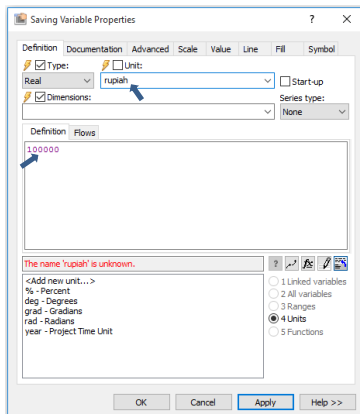 Saving Variable Properties ? X
Definition Documentation Advanced Scale Value Line Fill Symbol
Type: Unit:
Real rupiah Start-up
Dimensions: Series type:
None
Definition Flows
100000
The name 'rupiah' is unknown. ? fx
<Add new unit...>
% - Percent
deg - Degrees
grad - Gradians
rad - Radians
year - Project Time Unit
1 Linked variables
2 All variables
3 Ranges
4 Units
5 Functions
OK Cancel Apply Help >>